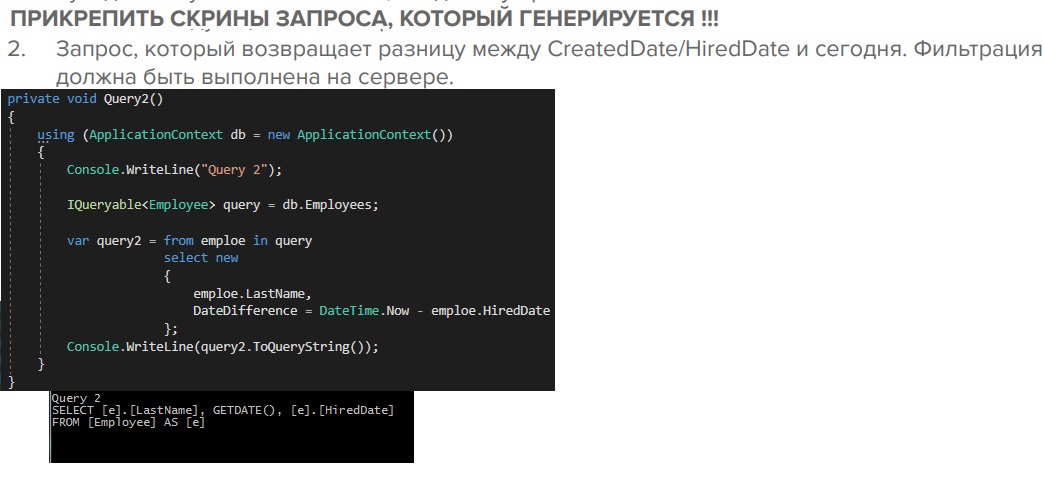 ПРИКРЕПИТЬ СКРИНЫ ЗАПРОСА, КОТОРЫЙ ГЕНЕРИРУЕТСЯ !!!
2. Запрос, который возвращает разницу между CreatedDate/HiredDate и сегодня. Фильтрация
должна быть выполнена на сервере.
private void Query2()
{
using (ApplicationContext db = new ApplicationContext())
{
Console.WriteLine("Query 2");
IQueryable<Employee> query = db.Employees;
var query2 = from emploe in query
select new
{
emploe.LastName,
DateDifference = DateTime.Now - emploe.HiredDate
};
Console.WriteLine(query2.ToQueryString());
}
}
Query 2
SELECT [e].[LastName], GETDATE(), [e].[HiredDate]
FROM [Employee] AS [e]